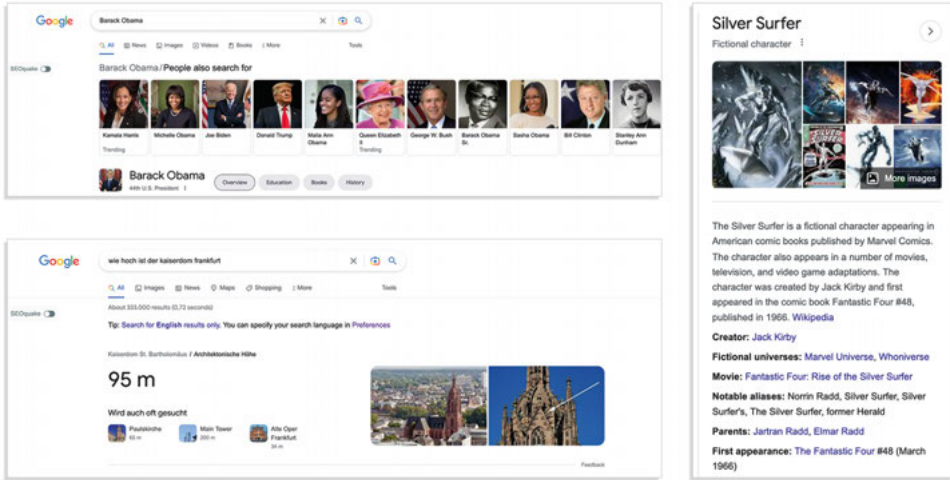 Google
Barack Obama
All News Images Videos Books More Tools
SEOquake
Barack Obama / People also search for
Kamala Harris
Trending
Michelle Obama
Joe Biden
Donald Trump
Malia Ann
Obama
Queen Elizabeth
II
Trending
George W. Bush
Barack Obama
Sr.
Sasha Obama
Bill Clinton
Stanley Ann
Dunham
Barack Obama
44th U.S. President
Overview Education Books History
Google
wie hoch ist der kaiserdom frankfurt
All Images News Maps Shopping More Tools
SEOquake
About 331.000 results (0,72 seconds)
Tip: Search for English results only. You can specify your search language in Preferences
Kaiserdom St. Bartholomäus / Architektonische Höhe
95 m
Wird auch oft gesucht
Paulskirche
Main Tower
200 m
Alte Oper
Frankfurt
34 m
Feedback
Silver Surfer
Fictional character
SILVER
SURFER
More images
The Silver Surfer is a fictional character appearing in
American comic books published by Marvel Comics.
The character also appears in a number of movies,
television, and video game adaptations. The
character was created by Jack Kirby and first
appeared in the comic book Fantastic Four #48,
published in 1966. Wikipedia
Creator: Jack Kirby
Fictional universes: Marvel Universe, Whoniverse
Movie: Fantastic Four: Rise of the Silver Surfer
Notable aliases: Norrin Radd, Silver Surfer, Silver
Surfer's, The Silver Surfer, former Herald
Parents: Jartran Radd, Elmar Radd
First appearance: The Fantastic Four #48 (March
1966)